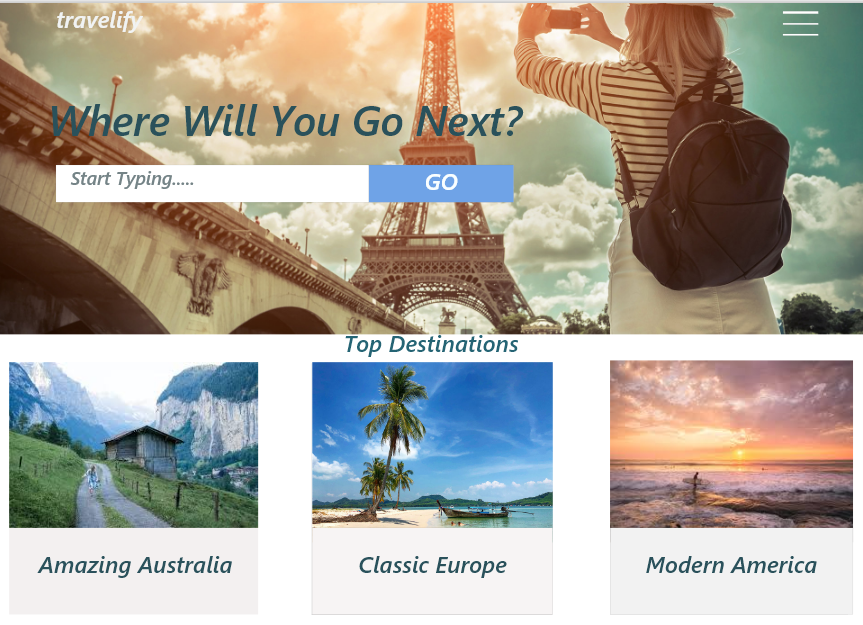 travelify
Where Will You Go Next?
Start Typing.....
GO
Top Destinations
Amazing Australia
Classic Europe
Modern America